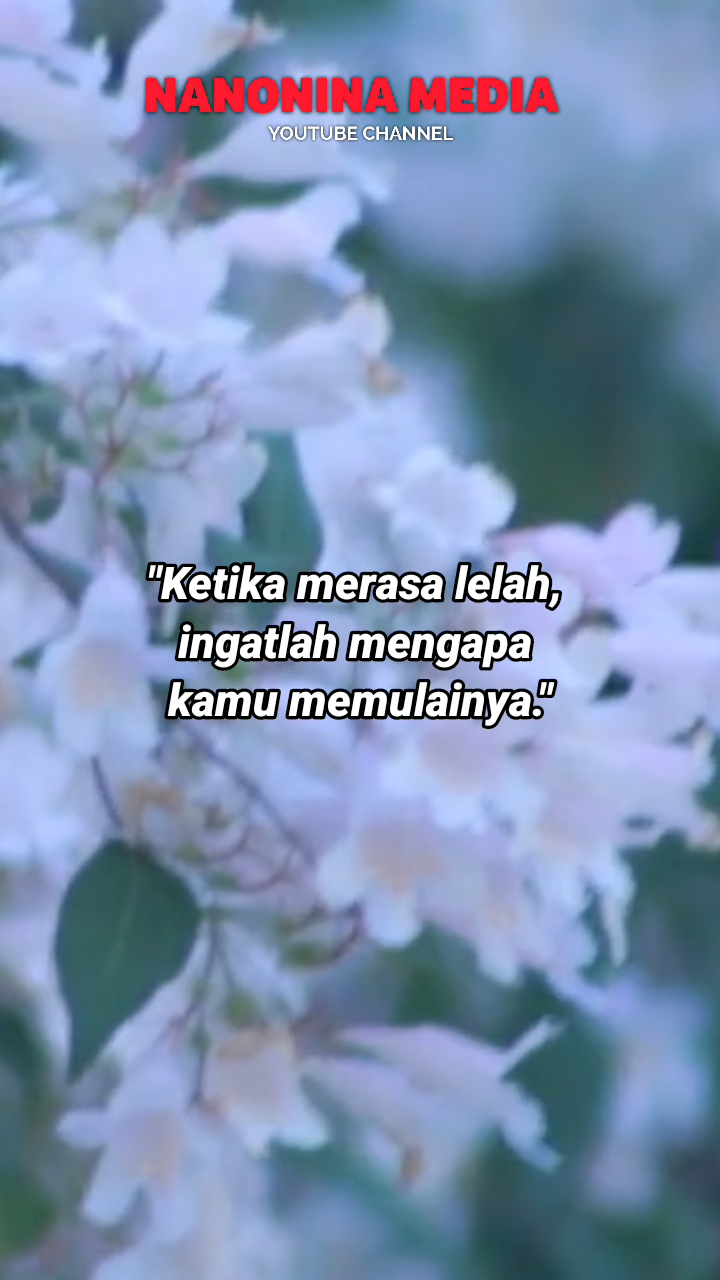 NANONINA MEDIA
YOUTUBE CHANNEL
"Ketika merasa lelah,
ingatlah mengapa
kamu memulainya."